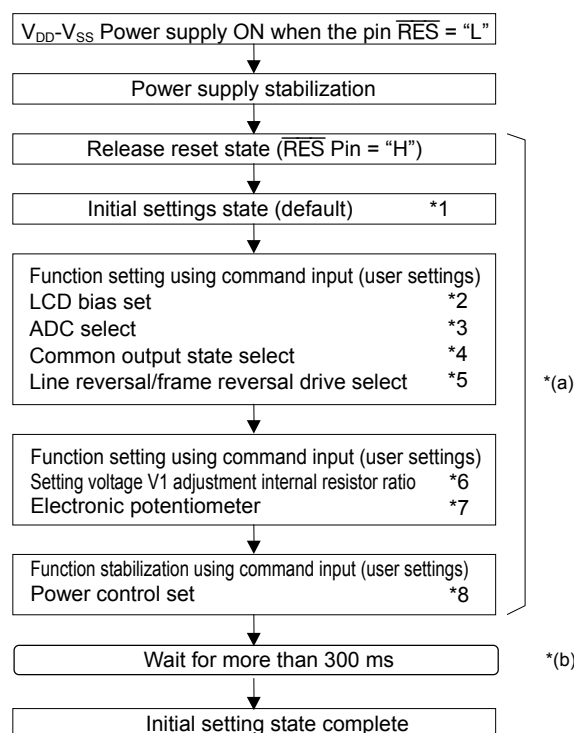 VDD-VSS Power supply ON when the pin RES = “L”
Power supply stabilization
Release reset state (RES Pin = “H”)
Initial settings state (default) *1
Function setting using command input (user settings)
LCD bias set *2
ADC select *3
Common output state select *4
Line reversal/frame reversal drive select *5
*(a)
Function setting using command input (user settings)
Setting voltage V1 adjustment internal resistor ratio *6
Electronic potentiometer *7
Function stabilization using command input (user settings)
Power control set *8
Wait for more than 300 ms *(b)
Initial setting state complete